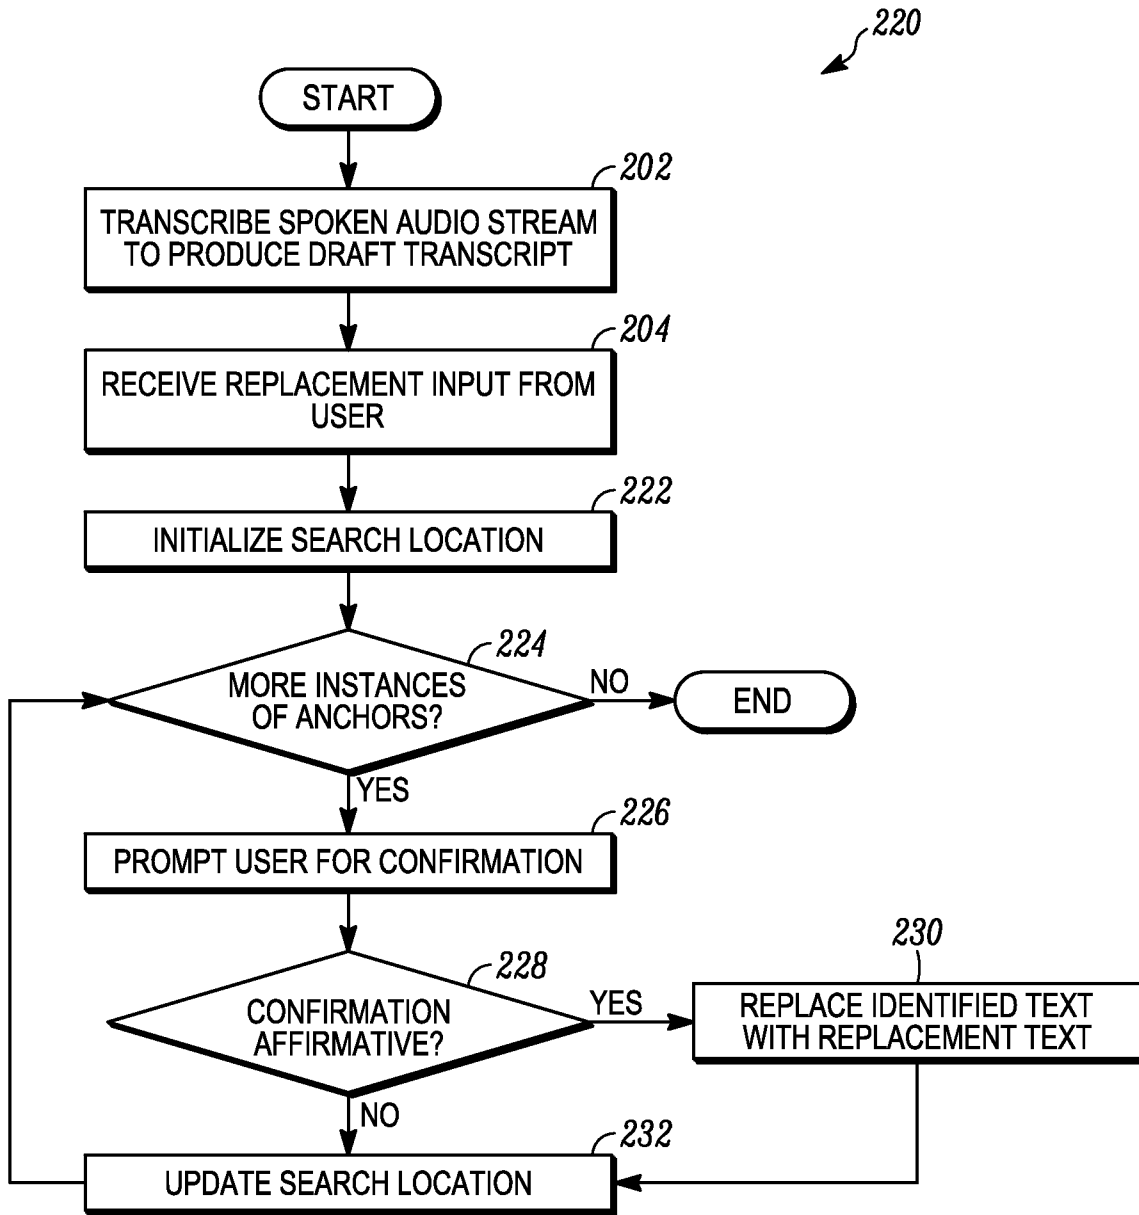 220
START
202
TRANSCRIBE SPOKEN AUDIO STREAM
TO PRODUCE DRAFT TRANSCRIPT
204
RECEIVE REPLACEMENT INPUT FROM
USER
222
INITIALIZE SEARCH LOCATION
224
MORE INSTANCES
OF ANCHORS?
NO
END
YES
226
PROMPT USER FOR CONFIRMATION
228
CONFIRMATION
AFFIRMATIVE?
YES
230
REPLACE IDENTIFIED TEXT
WITH REPLACEMENT TEXT
NO
232
UPDATE SEARCH LOCATION